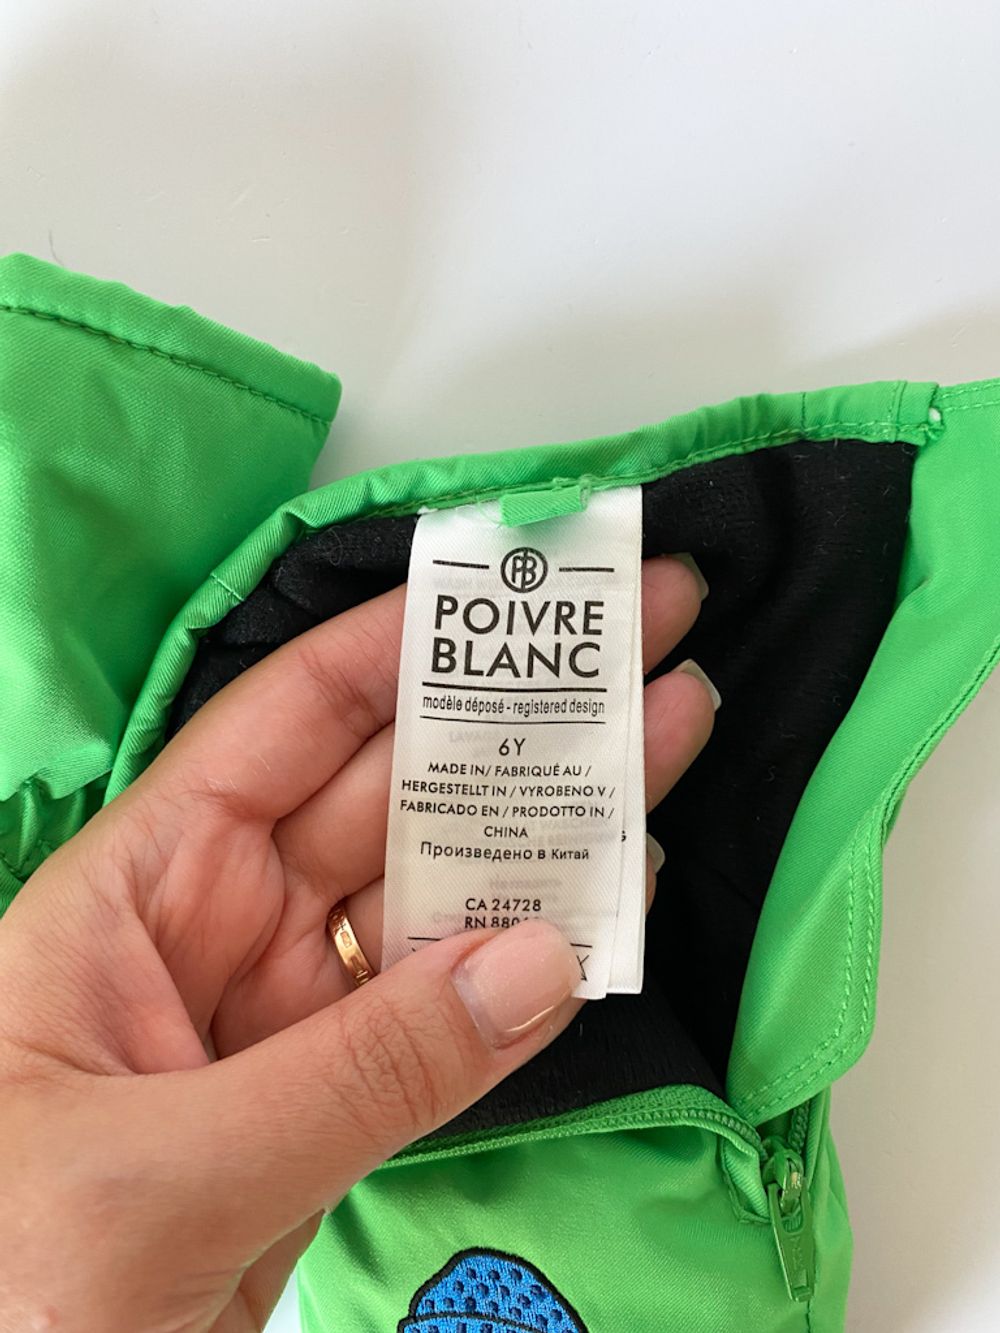 PB
POIVRE
BLANC
modèle déposé - registered design
6Y
MADE IN/ FABRIQUÉ AU /
HERGESTELLT IN / VYROBENO V /
FABRICADO EN / PRODOTTO IN /
CHINA
Произведено в Китай
CA 24728
RN